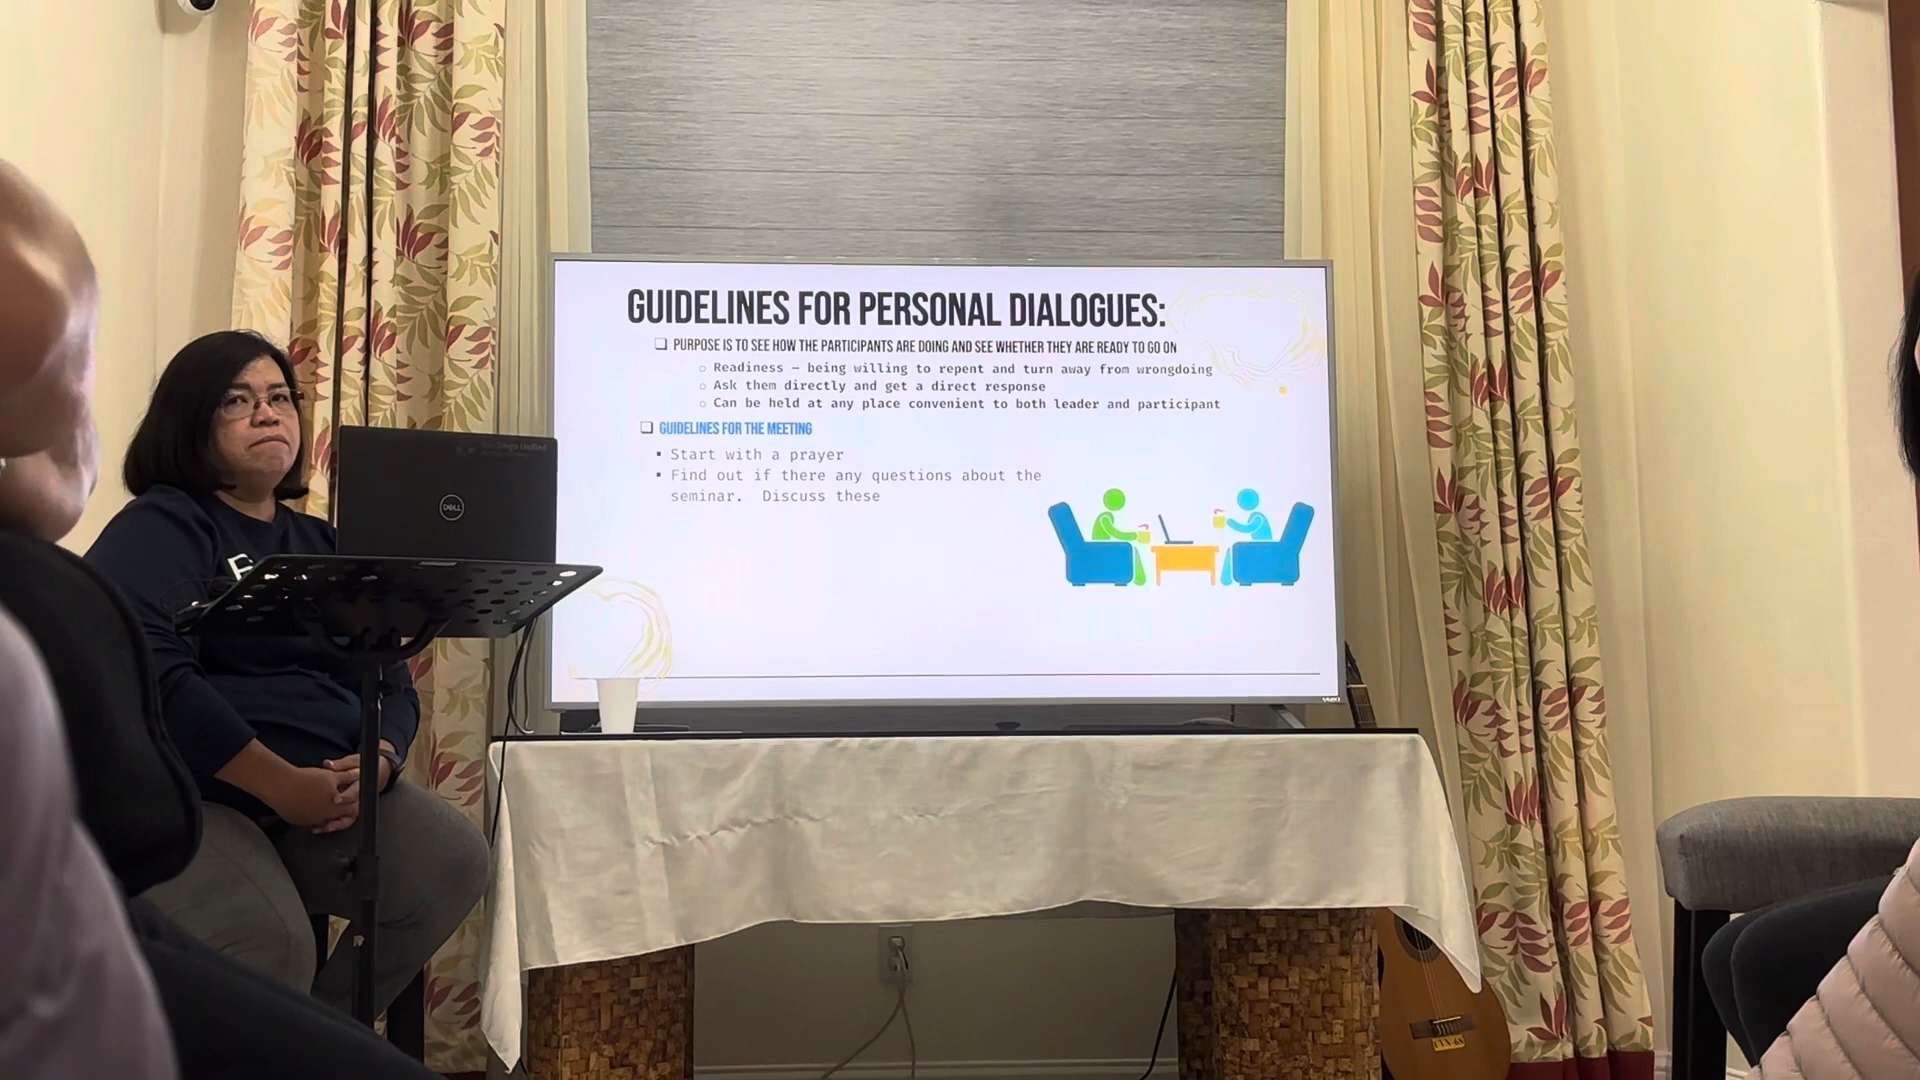 GUIDELINES FOR PERSONAL DIALOGUES:
PURPOSE IS TO SEE HOW THE PARTICIPANTS ARE DOING AND SEE WHETHER THEY ARE READY TO GO ON
Readiness – being willing to repent and turn away from wrongdoing
Ask them directly and get a direct response
Can be held at any place convenient to both leader and participant
GUIDELINES FOR THE MEETING
Start with a prayer
Find out if there any questions about the
seminar. Discuss these
DELL